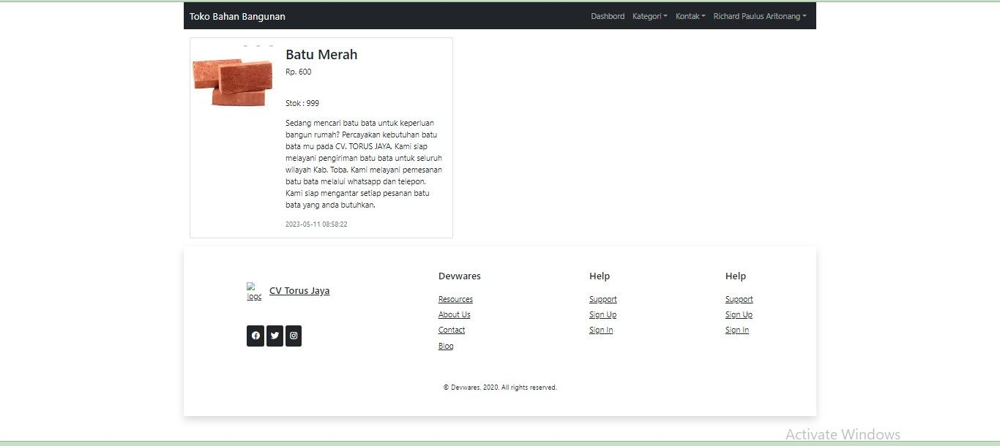 Toko Bahan Bangunan
Dashbord Kategori Kontak Richard Paulus Aritonang
Batu Merah
Rp. 600
Stok : 999
Sedang mencari batu bata untuk keperluan
bangun rumah? Percayakan kebutuhan batu
bata mu pada CV. TORUS JAYA. Kami siap
melayani pengiriman batu bata untuk seluruh
wilayah Kab. Toba. Kami melayani pemesanan
batu bata melalui whatsapp dan telepon.
Kami siap mengantar setiap pesanan batu
bata yang anda butuhkan.
2023-05-11 08:58:22
logo
CV Torus Jaya
Devwares
Resources
About Us
Contact
Blog
Help
Support
Sign Up
Sign In
Help
Support
Sign Up
Sign In
© Devwares, 2020. All rights reserved.
Activate Windows